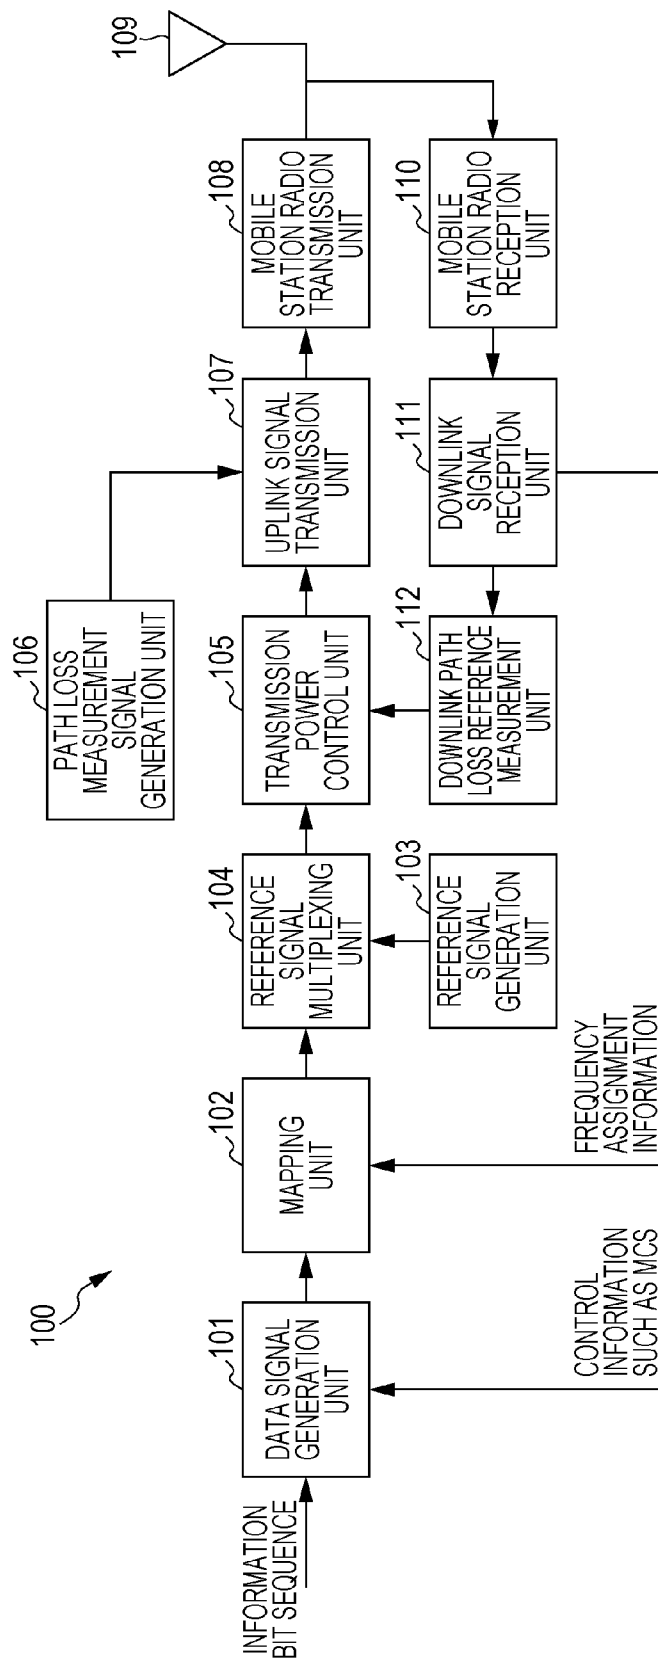 100
INFORMATION
BIT SEQUENCE
101
DATA SIGNAL
GENERATION
UNIT
102
MAPPING
UNIT
104
REFERENCE
SIGNAL
MULTIPLEXING
UNIT
105
TRANSMISSION
POWER
CONTROL UNIT
106
PATH LOSS
MEASUREMENT
SIGNAL
GENERATION UNIT
107
UPLINK SIGNAL
TRANSMISSION
UNIT
108
MOBILE
STATION RADIO
TRANSMISSION
UNIT
109
103
REFERENCE
SIGNAL
GENERATION
UNIT
112
DOWNLINK PATH
LOSS REFERENCE
MEASUREMENT
UNIT
111
DOWNLINK
SIGNAL
RECEPTION
UNIT
110
MOBILE
STATION RADIO
RECEPTION
UNIT
CONTROL
INFORMATION
SUCH AS MCS
FREQUENCY
ASSIGNMENT
INFORMATION